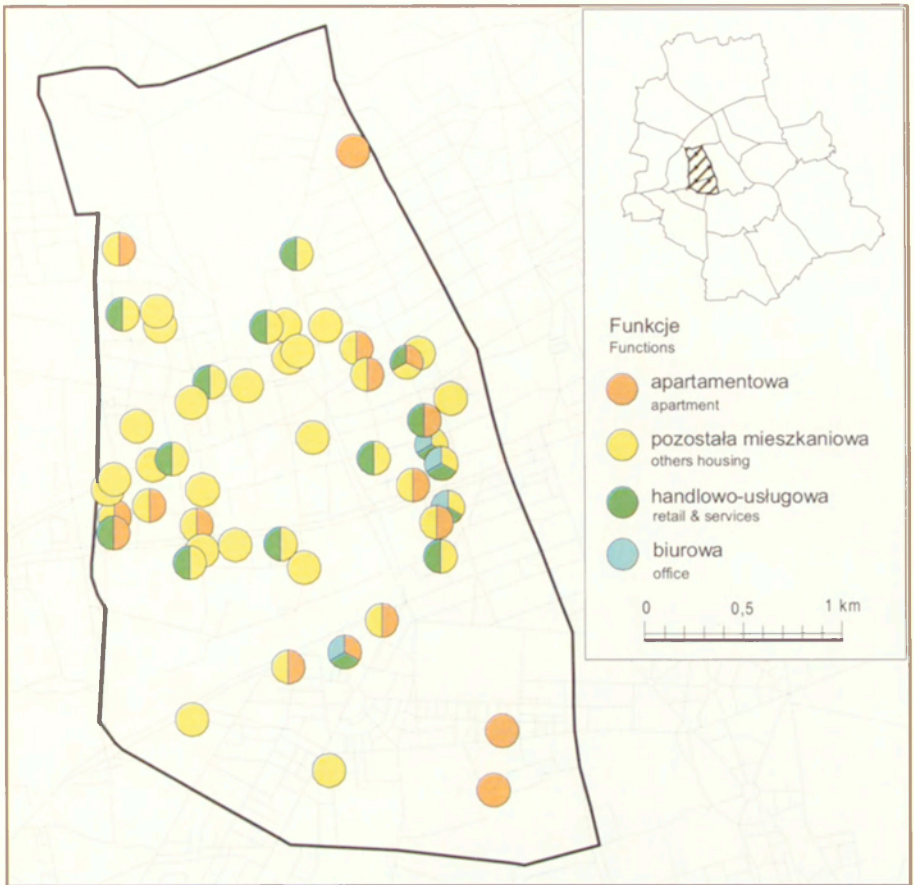 Funkcje
Functions
apartamentowa
apartment
pozostała mieszkaniowa
others housing
handlowo-usługowa
retail & services
biurowa
office
0 0,5 1 km